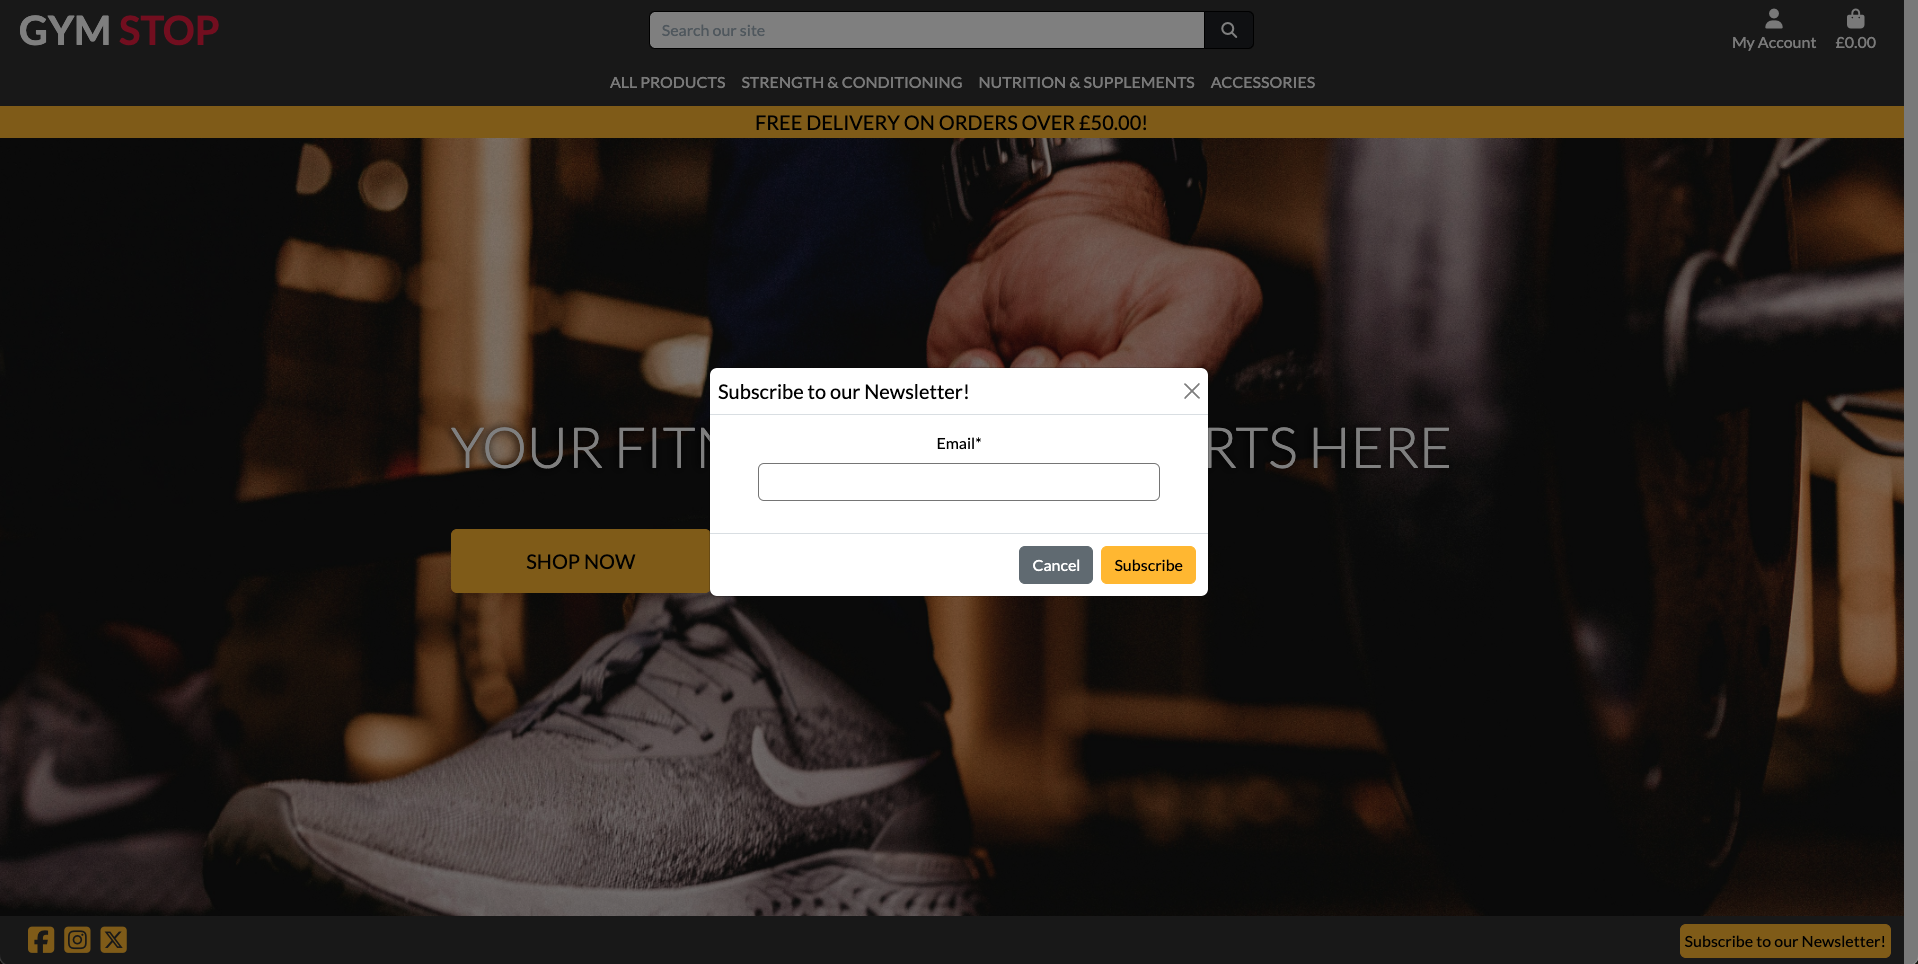 GYM STOP
Search our site
My Account
£0.00
ALL PRODUCTS STRENGTH & CONDITIONING NUTRITION & SUPPLEMENTS ACCESSORIES
FREE DELIVERY ON ORDERS OVER £50.00!
Subscribe to our Newsletter!
Email*
YOUR RTS HERE
SHOP NOW
Cancel Subscribe
Subscribe to our Newsletter!